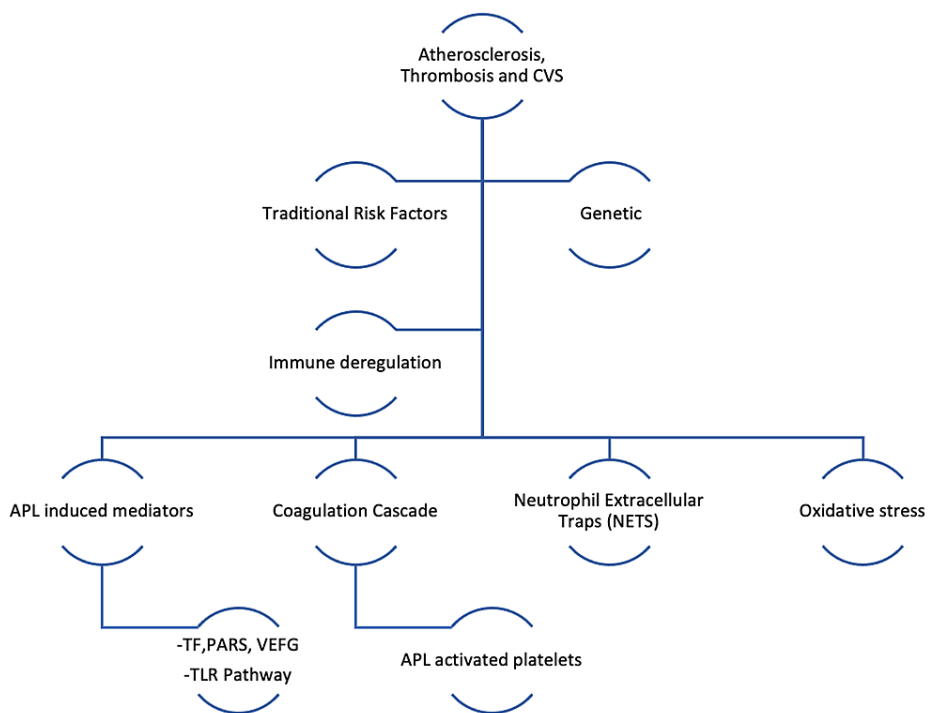 Atherosclerosis,
Thrombosis and CVS
Traditional Risk Factors
Genetic
Immune deregulation
APL induced mediators
Coagulation Cascade
Neutrophil Extracellular
Traps (NETS)
Oxidative stress
-TF,PARS, VEFG
-TLR Pathway
APL activated platelets